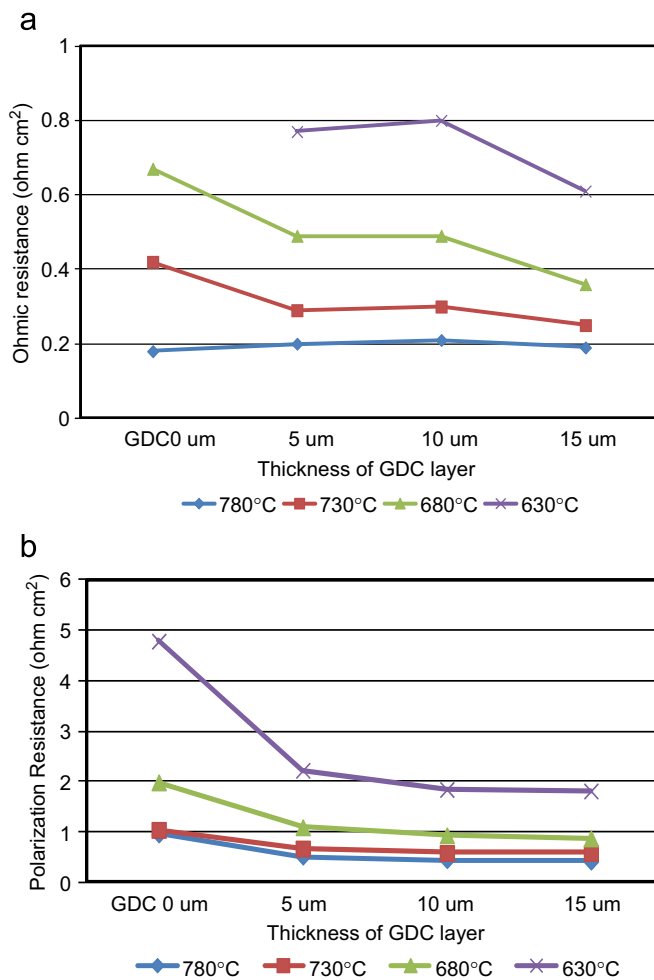 a
1
0.8
0.6
0.4
0.2
0
Ohmic resistance (ohm cm²)
GDC0 um 5 um 10 um 15 um
Thickness of GDC layer
780°C 730°C 680°C 630°C
b
6
5
4
3
2
1
0
Polarization Resistance (ohm cm²)
GDC 0 um 5 um 10 um 15 um
Thickness of GDC layer
780°C 730°C 680°C 630°C